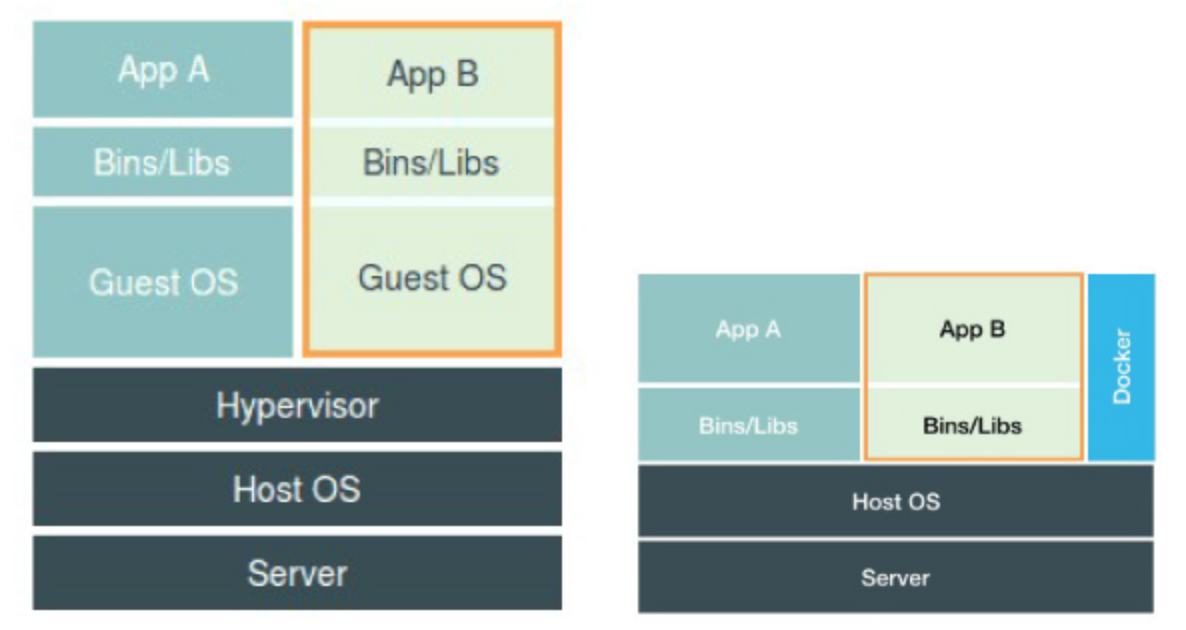 App A
App B
Bins/Libs
Bins/Libs
Guest OS
Guest OS
Hypervisor
Host OS
Server
App A
App B
Docker
Bins/Libs
Bins/Libs
Host OS
Server